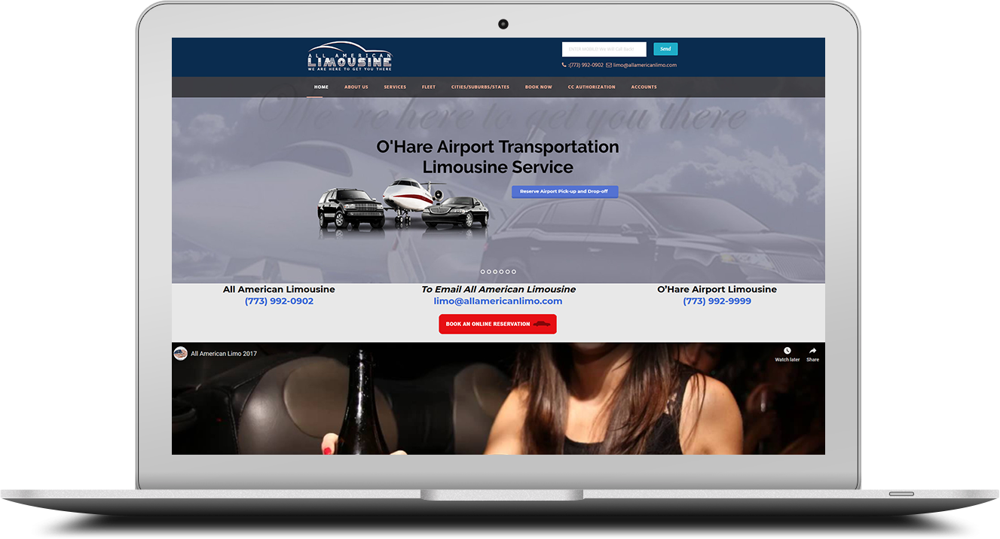 ALL AMERICAN
LIMOUSINE
WE ARE HERE TO GET YOU THERE
ENTER MOBILE! We Will Call Back!
Send
:(773) 992-0902 limo@allamericanlimo.com
HOME ABOUT US SERVICES FLEET CITIES/SUBURBS/STATES BOOK NOW CC AUTHORIZATION ACCOUNTS
We re here to get you there
O'Hare Airport Transportation
Limousine Service
Reserve Airport Pick-up and Drop-off
All American Limousine To Email All American Limousine O’Hare Airport Limousine
(773) 992-0902 limo@allamericanlimo.com (773) 992-9999
BOOK AN ONLINE RESERVATION
All American Limo 2017
Watch later Share